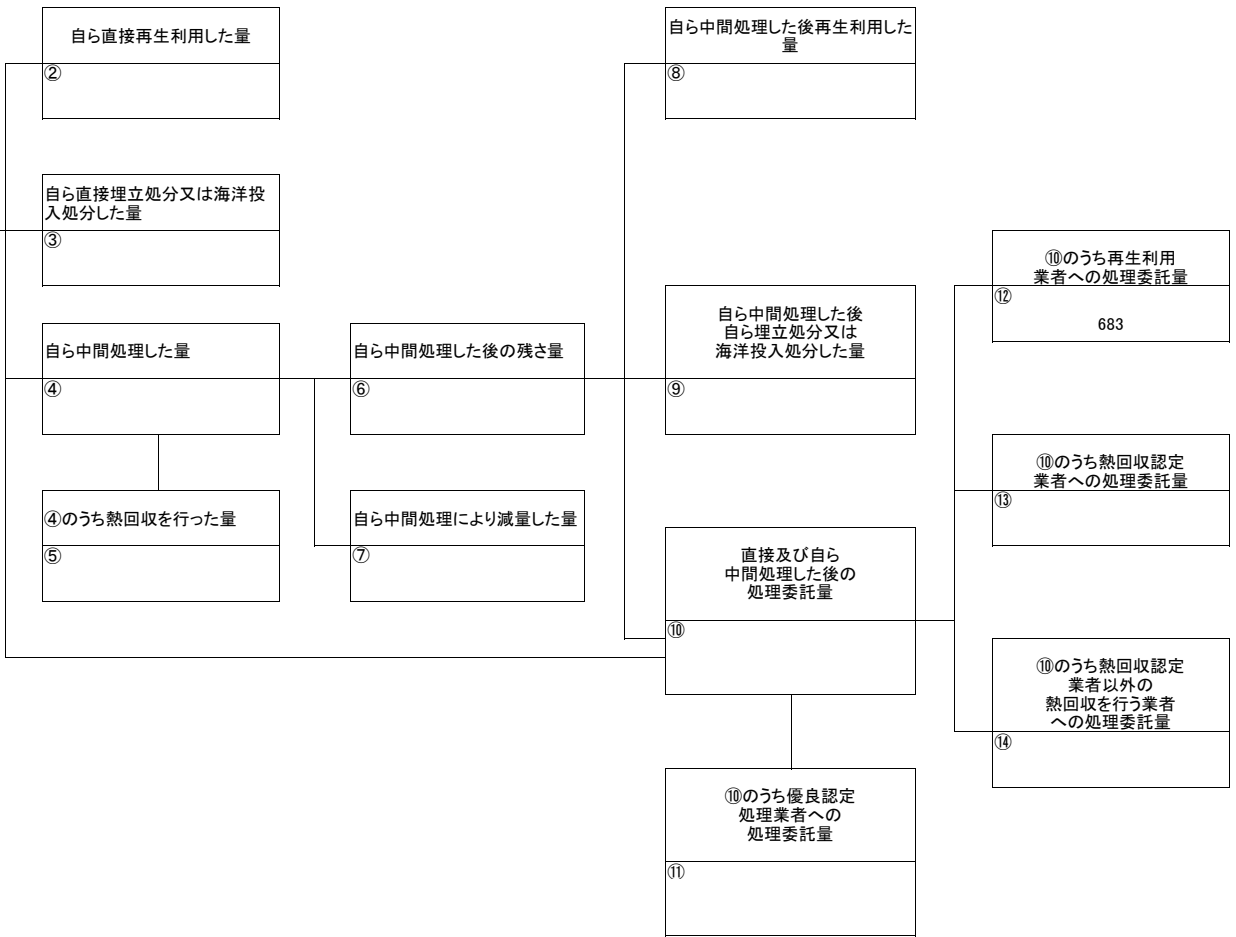 自ら直接再生利用した量
②
自ら直接埋立処分又は海洋投
入処分した量
③
自ら中間処理した量
④
④のうち熱回収を行った量
⑤
自ら中間処理した後の残さ量
⑥
自ら中間処理により減量した量
⑦
自ら中間処理した後再生利用した
量
⑧
自ら中間処理した後
自ら埋立処分又は
海洋投入処分した量
⑨
直接及び自ら
中間処理した後の
処理委託量
⑩
⑩のうち優良認定
処理業者への
処理委託量
⑪
⑩のうち再生利用
業者への処理委託量
⑫
683
⑩のうち熱回収認定
業者への処理委託量
⑬
⑩のうち熱回収認定
業者以外の
熱回収を行う業者
への処理委託量
⑭